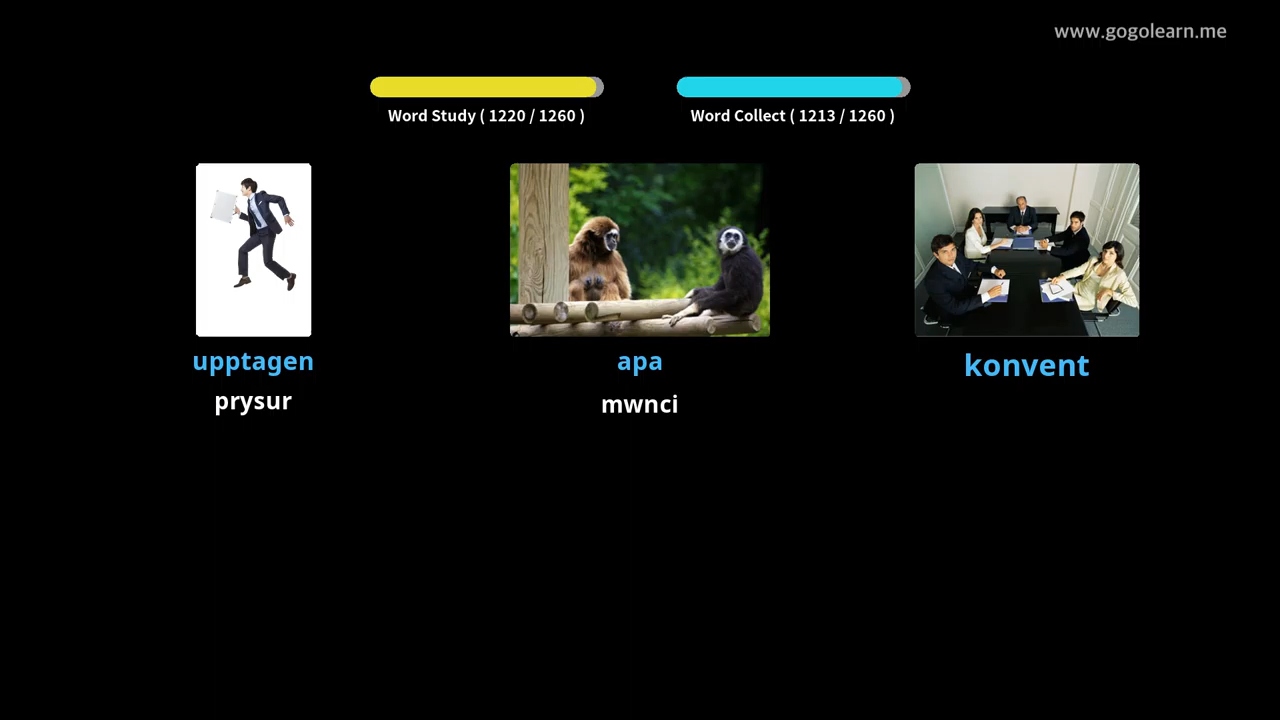 www.gogolearn.me
Word Study ( 1220 / 1260 )
Word Collect ( 1213 / 1260 )
upptagen
prysur
apa
mwnci
konvent